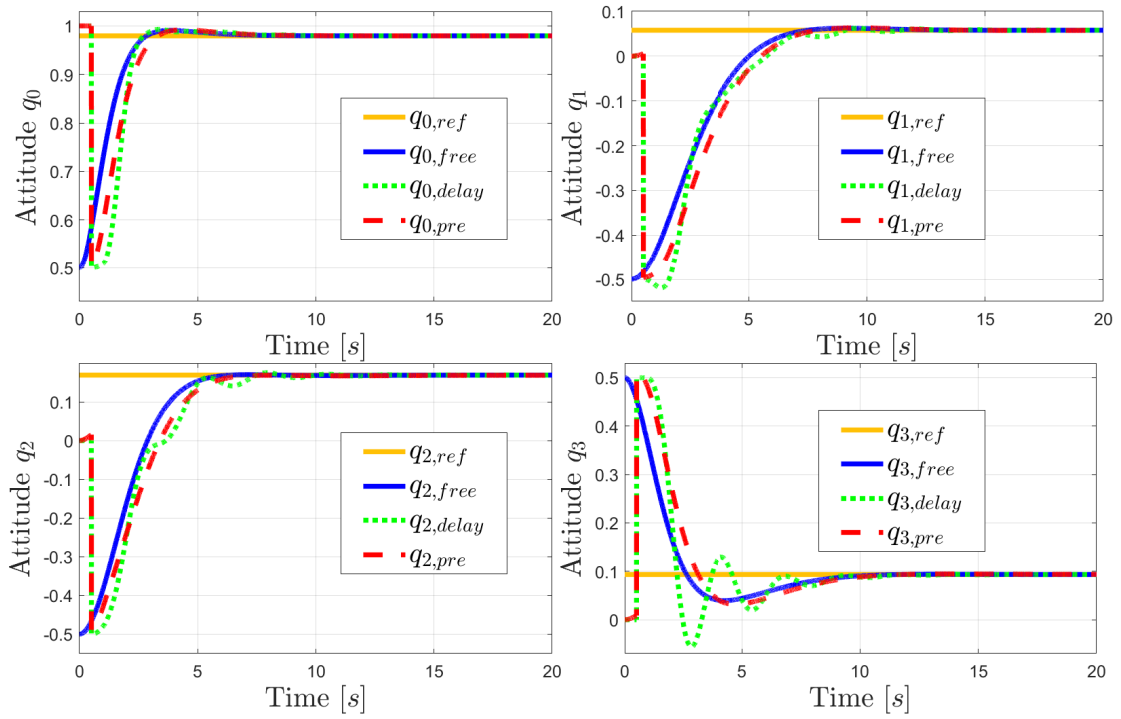 Attitude q0
1
0.9
0.8
0.7
0.6
0.5
0 5 10 15 20
Time [s]
q0,ref
q0,free
q0,delay
q0,pre
Attitude q1
0.1
0
-0.1
-0.2
-0.3
-0.4
-0.5
0 5 10 15 20
Time [s]
q1,ref
q1,free
q1,delay
q1,pre
Attitude q2
0.1
0
-0.1
-0.2
-0.3
-0.4
-0.5
0 5 10 15 20
Time [s]
q2,ref
q2,free
q2,delay
q2,pre
Attitude q3
0.5
0.4
0.3
0.2
0.1
0
0 5 10 15 20
Time [s]
q3,ref
q3,free
q3,delay
q3,pre